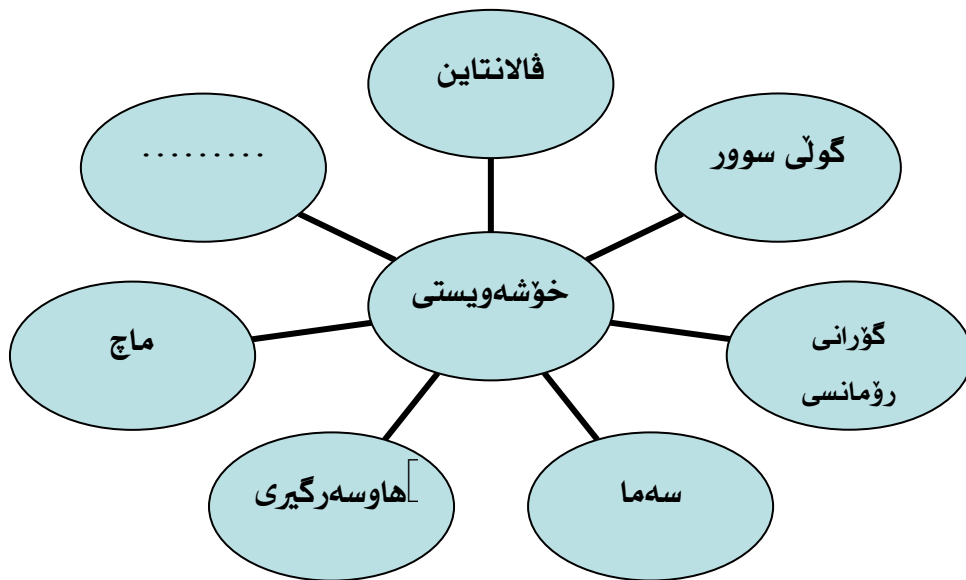 ڤالانتاین
گوڵی سوور
.........
خۆشەویستی
ماچ
گۆرانی
رۆمانسی
هاوسەرگیری
سەما